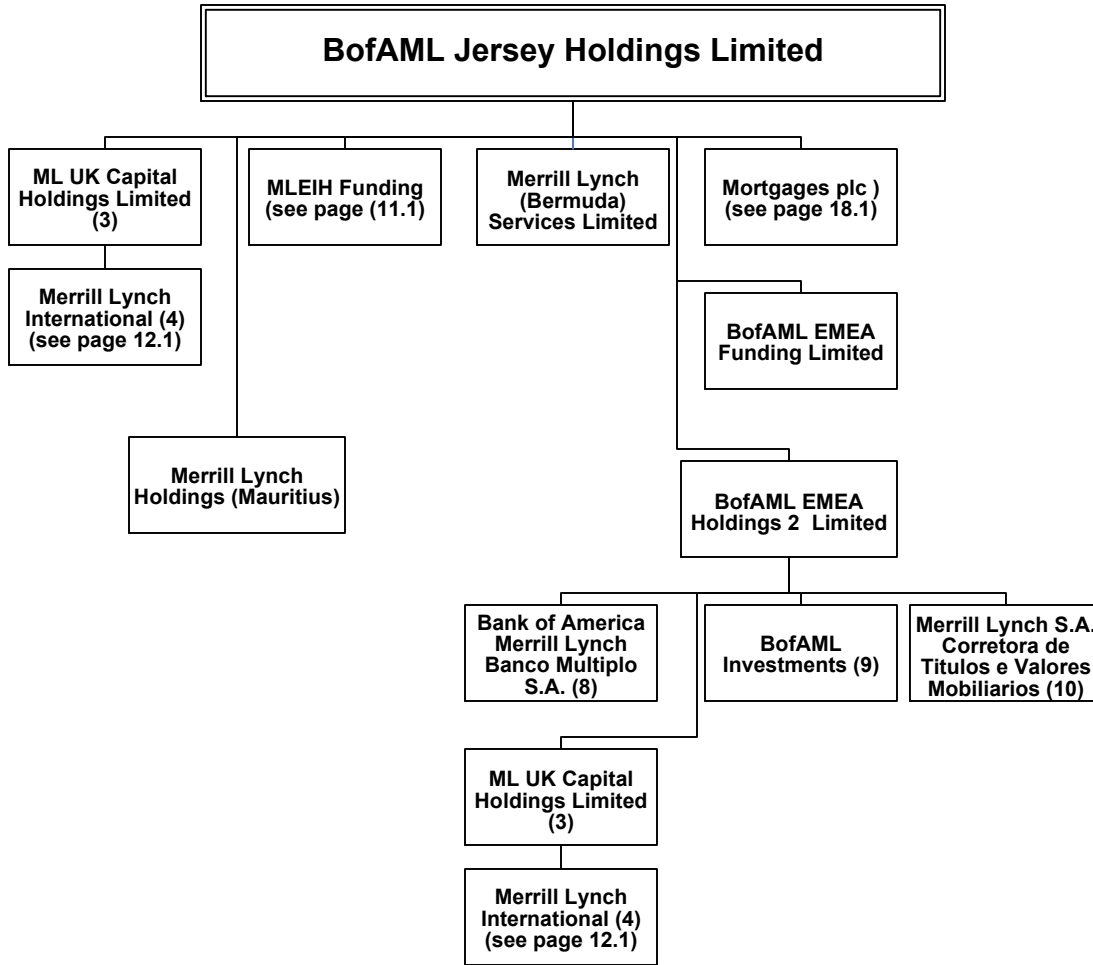 BofAML Jersey Holdings Limited
ML UK Capital
Holdings Limited
(3)
MLEIH Funding
(see page (11.1)
Merrill Lynch
(Bermuda)
Services Limited
Mortgages plc )
(see page 18.1)
Merrill Lynch
International (4)
(see page 12.1)
BofAML EMEA
Funding Limited
Merrill Lynch
Holdings (Mauritius)
BofAML EMEA
Holdings 2 Limited
Bank of America
Merrill Lynch
Banco Multiplo
S.A. (8)
BofAML
Investments (9)
Merrill Lynch S.A.
Corretora de
Titulos e Valores
Mobiliarios (10)
ML UK Capital
Holdings Limited
(3)
Merrill Lynch
International (4)
(see page 12.1)